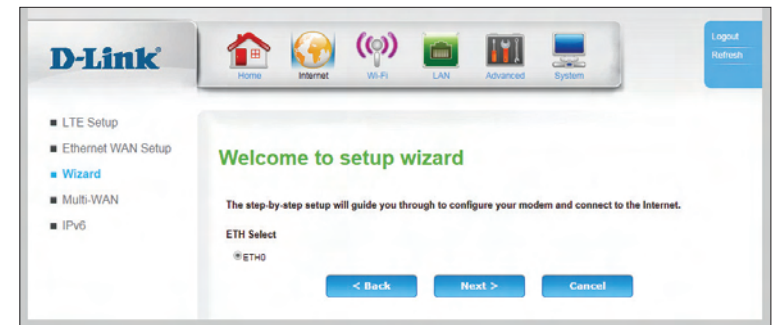 D-Link
Home
Internet
Wi-Fi
LAN
Advanced
System
Logout
Refresh
LTE Setup
Ethernet WAN Setup
Wizard
Multi-WAN
IPv6
Welcome to setup wizard
The step-by-step setup will guide you through to configure your modem and connect to the Internet.
ETH Select
ETH0
< Back
Next >
Cancel